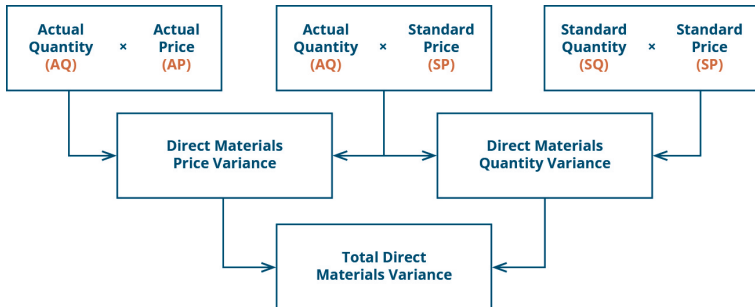 Actual Quantity (AQ) × Actual Price (AP)
Actual Quantity (AQ) × Standard Price (SP)
Standard Quantity (SQ) × Standard Price (SP)
Direct Materials
Price Variance
Direct Materials
Quantity Variance
Total Direct
Materials Variance